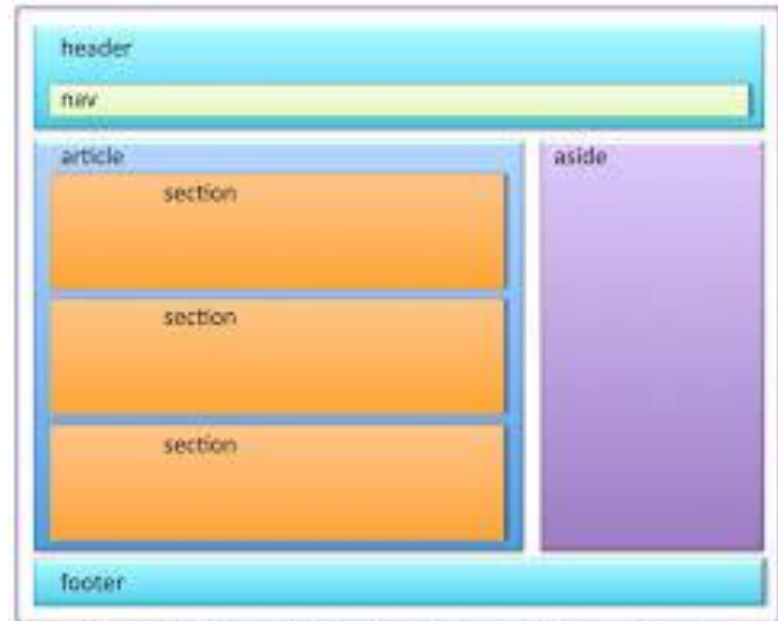 header
nav
article
aside
section
section
section
footer